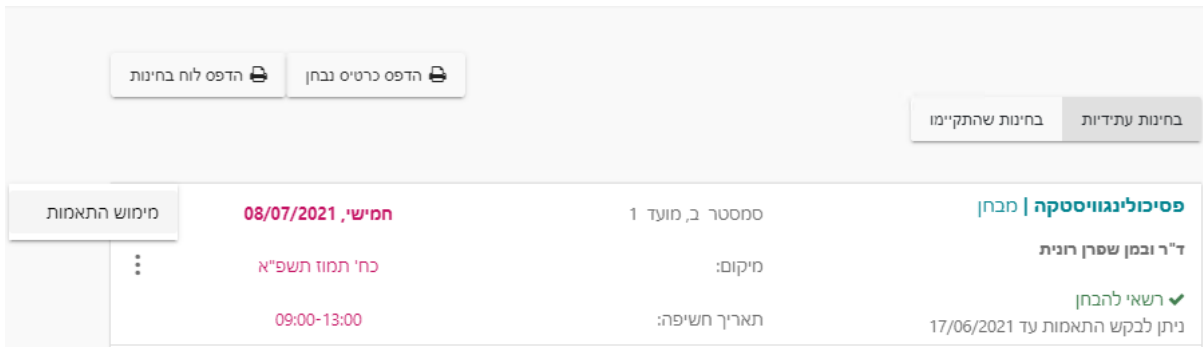 הדפס כרטיס נבחן
הדפס לוח בחינות
בחינות עתידיות
בחינות שהתקיימו
פסיכולינגוויסטקה | מבחן
סמסטר ב, מועד 1
חמישי, 08/07/2021
מימוש התאמות
ד"ר ובמן שפרן רונית
מיקום:
כח' תמוז תשפ"א
רשאי להבחן
ניתן לבקש התאמות עד 17/06/2021
תאריך חשיפה:
09:00-13:00